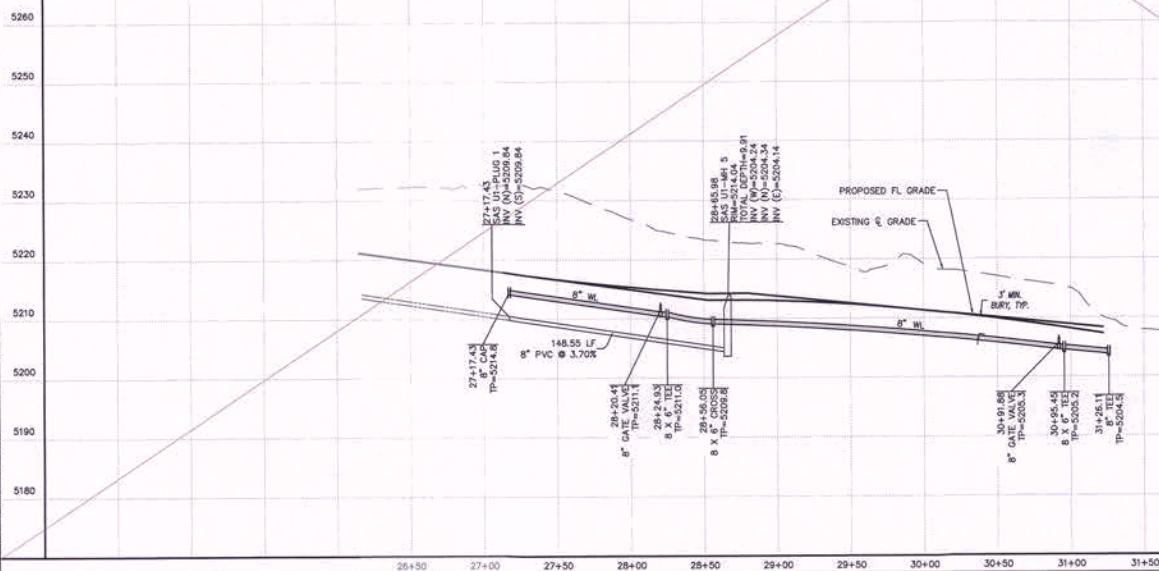 5260
5250
5240
5230
5220
5210
5200
5190
5180
27+17.43
SAS U1-PLUG 1
INV (N)=5209.84
INV (S)=5209.84
28+65.98
SAS U1-MH 5
RIM=5214.04
TOTAL DEPTH=9.91
INV (W)=5204.24
INV (N)=5204.34
INV (E)=5204.14
PROPOSED FL GRADE
EXISTING ℄ GRADE
3' MIN.
BURY, TYP.
8" WL
8" WL
148.55 LF
8" PVC @ 3.70%
27+17.43
8" CAP
TP=5214.8
28+20.41
8" GATE VALVE
TP=5211.1
28+24.93
8 X 6" TEE
TP=5211.0
28+56.05
8 X 6" CROSS
TP=5209.8
30+91.88
8" GATE VALVE
TP=5205.3
30+95.45
8 X 6" TEE
TP=5205.2
31+26.11
8" TEE
TP=5204.5
26+50
27+00
27+50
28+00
28+50
29+00
29+50
30+00
30+50
31+00
31+50